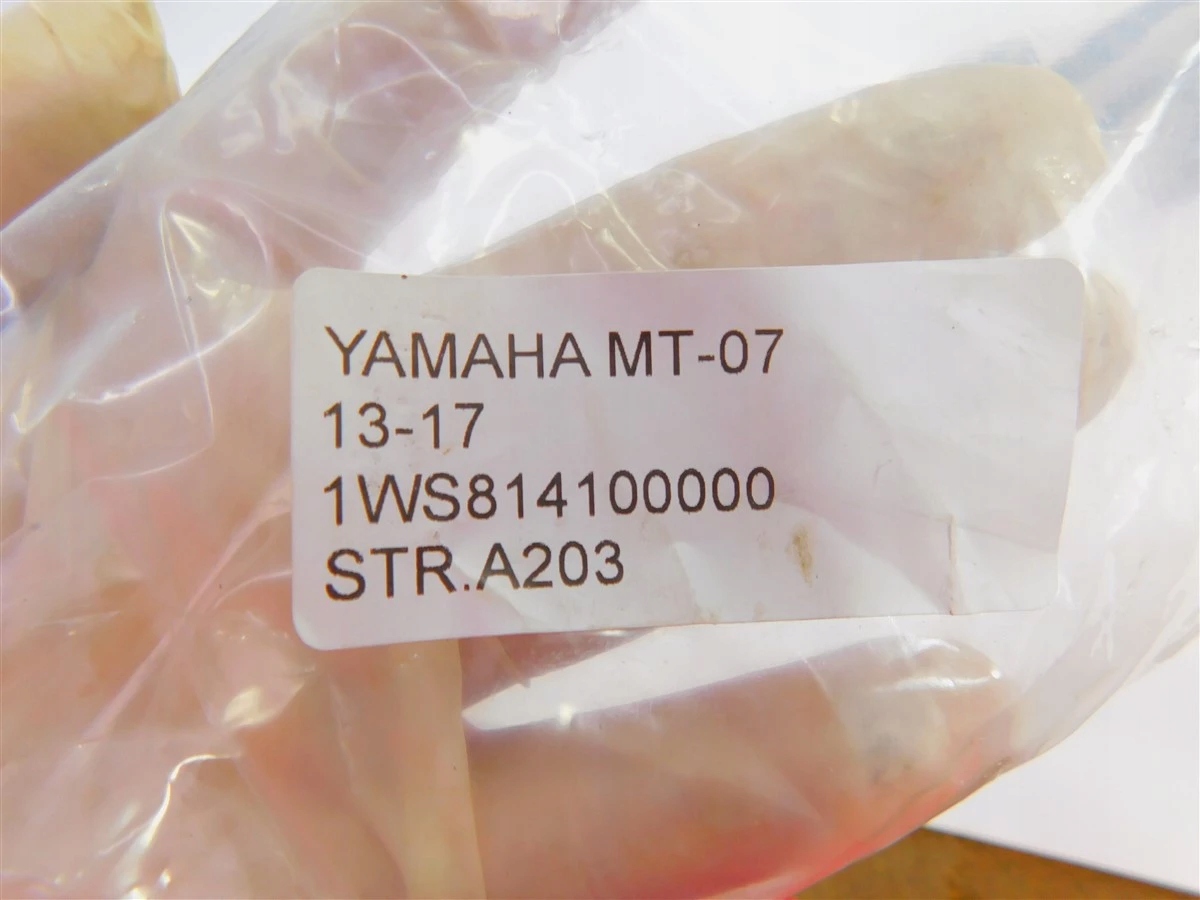 YAMAHA MT-07
13-17
1WS814100000
STR.A203